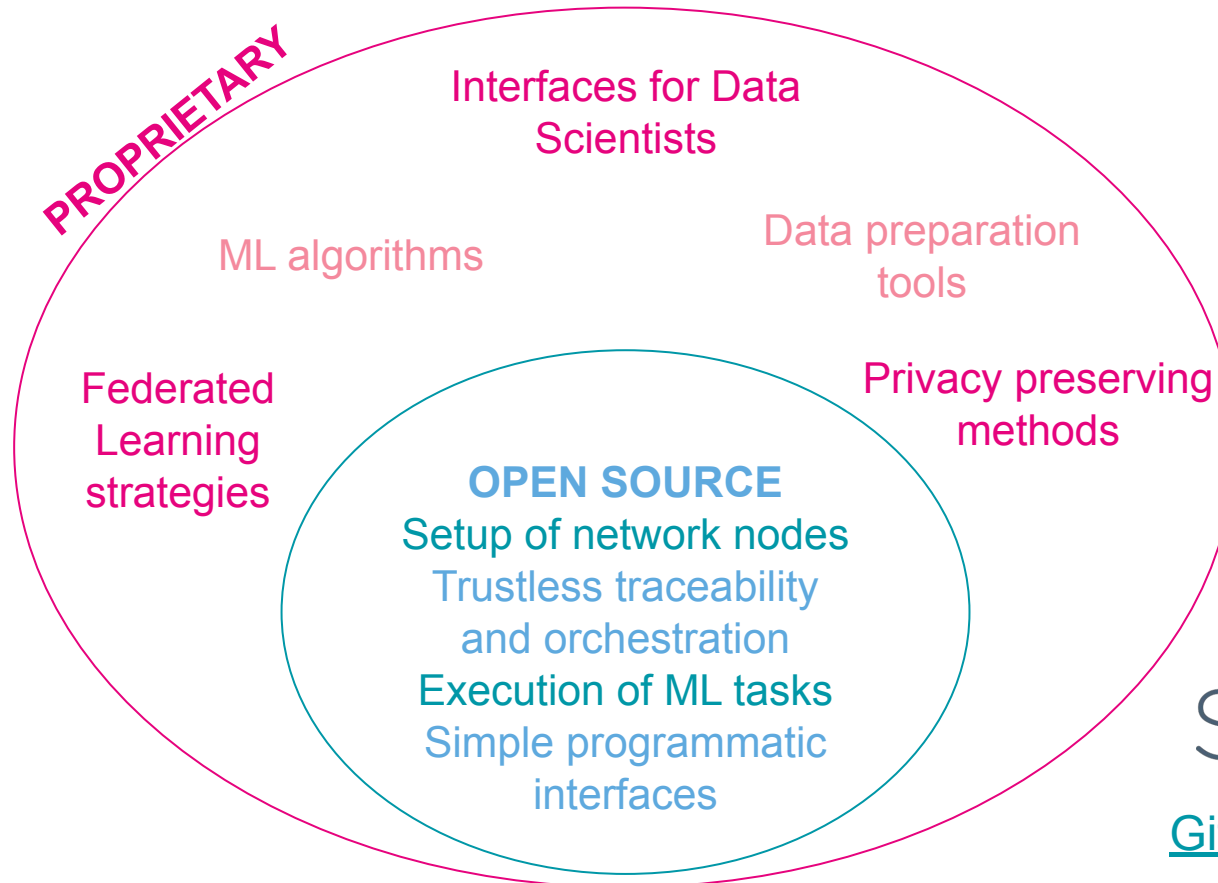 PROPRIETARY
Interfaces for Data
Scientists
ML algorithms
Data preparation
tools
Federated
Learning
strategies
Privacy preserving
methods
OPEN SOURCE
Setup of network nodes
Trustless traceability
and orchestration
Execution of ML tasks
Simple programmatic
interfaces
S
Gi